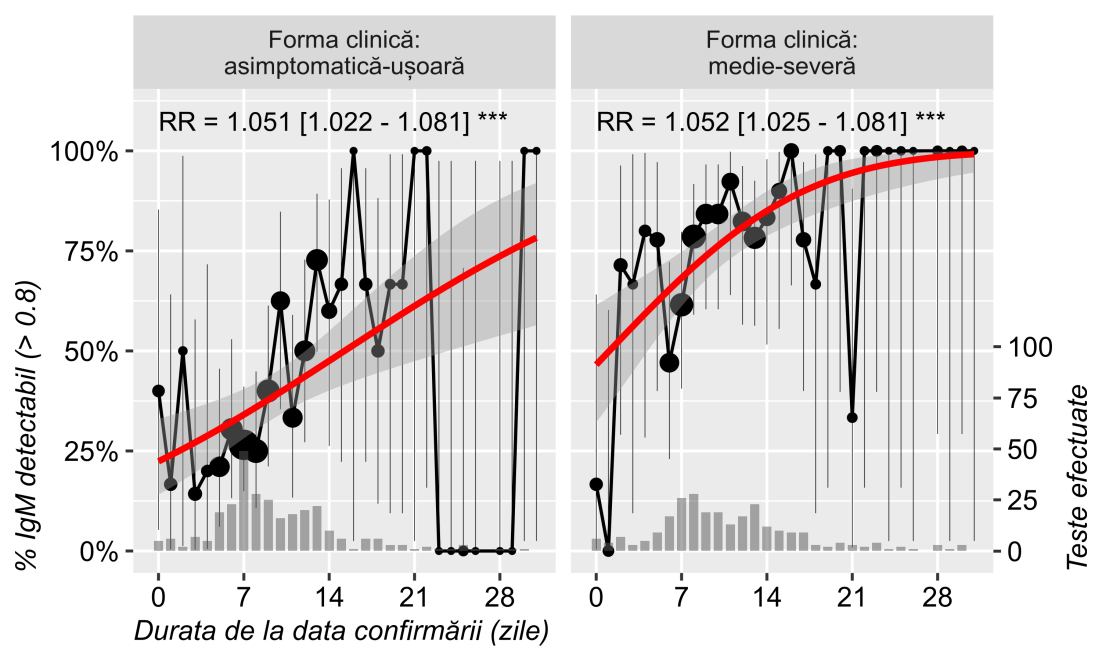 Forma clinică:
asimptomatică-ușoară
Forma clinică:
medie-severă
RR = 1.051 [1.022 - 1.081] ***
RR = 1.052 [1.025 - 1.081] ***
100%
75%
50%
25%
0%
% IgM detectabil (> 0.8)
100
75
50
25
0
Teste efectuate
0 7 14 21 28
0 7 14 21 28
Durata de la data confirmării (zile)